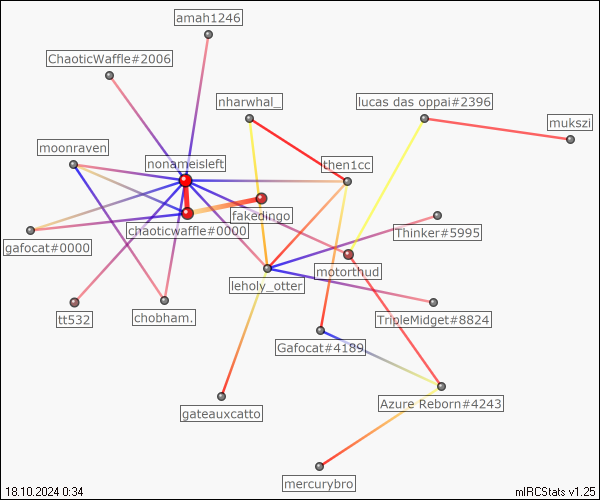 amah1246
ChaoticWaffle#2006
nharwhal_
lucas das oppai#2396
mukszi
moonraven
nonameisleft
then1cc
fakedingo
chaoticwaffle#0000
Thinker#5995
gafocat#0000
motorthud
leholy_otter
tt532
chobham.
TripleMidget#8824
Gafocat#4189
Azure Reborn#4243
gateauxcatto
mercurybro
18.10.2024 0:34
mIRCStats v1.25